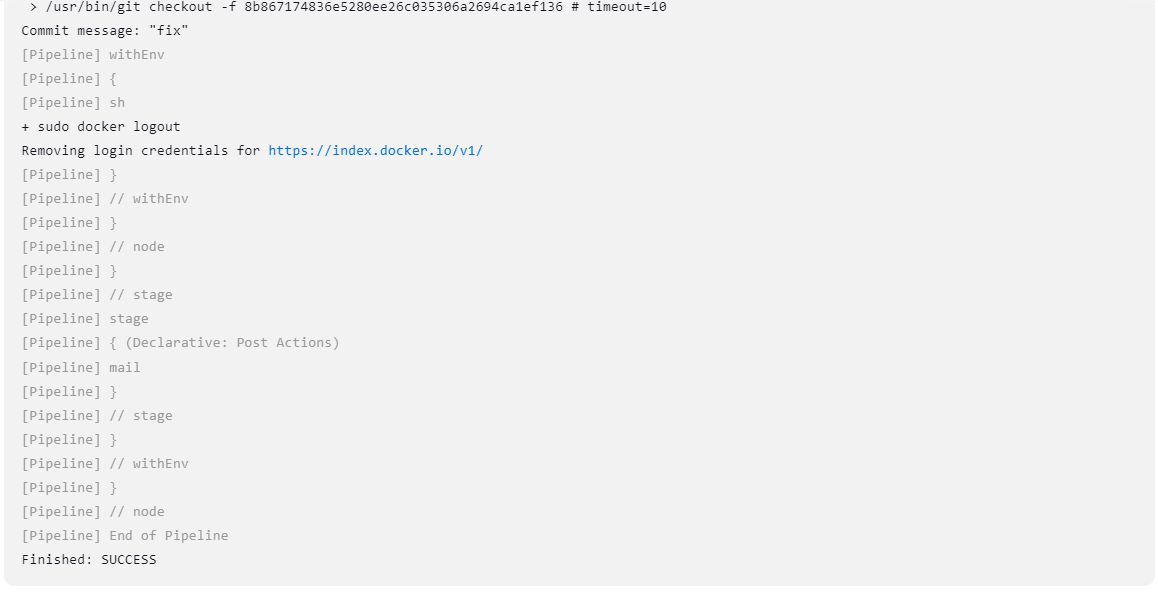 > /usr/bin/git checkout -f 8b867174836e5280ee26c035306a2694ca1ef136 # timeout=10
Commit message: "fix"
[Pipeline] withEnv
[Pipeline] {
[Pipeline] sh
+ sudo docker logout
Removing login credentials for https://index.docker.io/v1/
[Pipeline] }
[Pipeline] // withEnv
[Pipeline] }
[Pipeline] // node
[Pipeline] }
[Pipeline] // stage
[Pipeline] stage
[Pipeline] { (Declarative: Post Actions)
[Pipeline] mail
[Pipeline] }
[Pipeline] // stage
[Pipeline] }
[Pipeline] // withEnv
[Pipeline] }
[Pipeline] // node
[Pipeline] End of Pipeline
Finished: SUCCESS